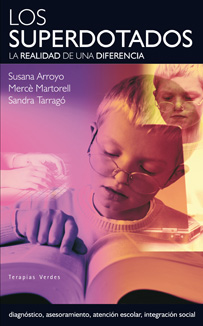 LOS
SUPERDOTADOS
LA REALIDAD DE UNA DIFERENCIA
Susana Arroyo
Mercè Martorell
Sandra Tarragó
Terapias Verdes
diagnóstico, asesoramiento, atención escolar, integración social